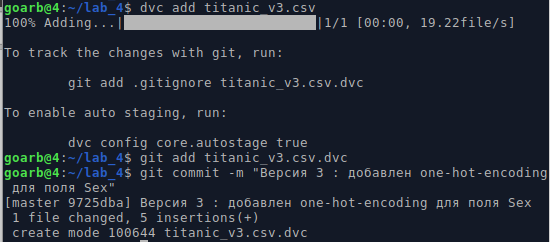 goarb@4:~/lab_4$ dvc add titanic_v3.csv
100% Adding...|████████████████████|1/1 [00:00, 19.22file/s]
To track the changes with git, run:
git add .gitignore titanic_v3.csv.dvc
To enable auto staging, run:
dvc config core.autostage true
goarb@4:~/lab_4$ git add titanic_v3.csv.dvc
goarb@4:~/lab_4$ git commit -m "Версия 3 : добавлен one-hot-encoding
для поля Sex"
[master 9725dba] Версия 3 : добавлен one-hot-encoding для поля Sex
1 file changed, 5 insertions(+)
create mode 100644 titanic_v3.csv.dvc